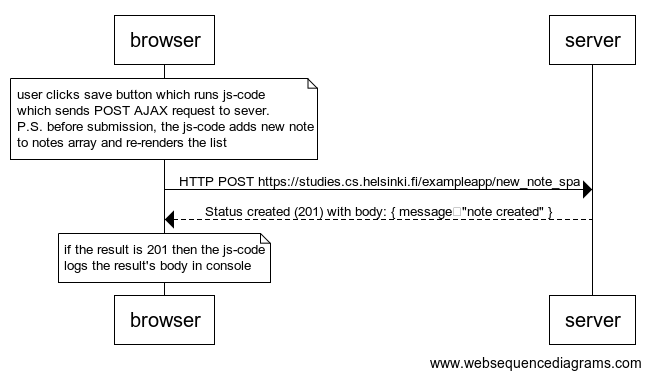 browser
server
user clicks save button which runs js-code
which sends POST AJAX request to sever.
P.S. before submission, the js-code adds new note
to notes array and re-renders the list
HTTP POST https://studies.cs.helsinki.fi/exampleapp/new_note_spa
Status created (201) with body: { message□"note created" }
if the result is 201 then the js-code
logs the result's body in console
browser
server
www.websequencediagrams.com